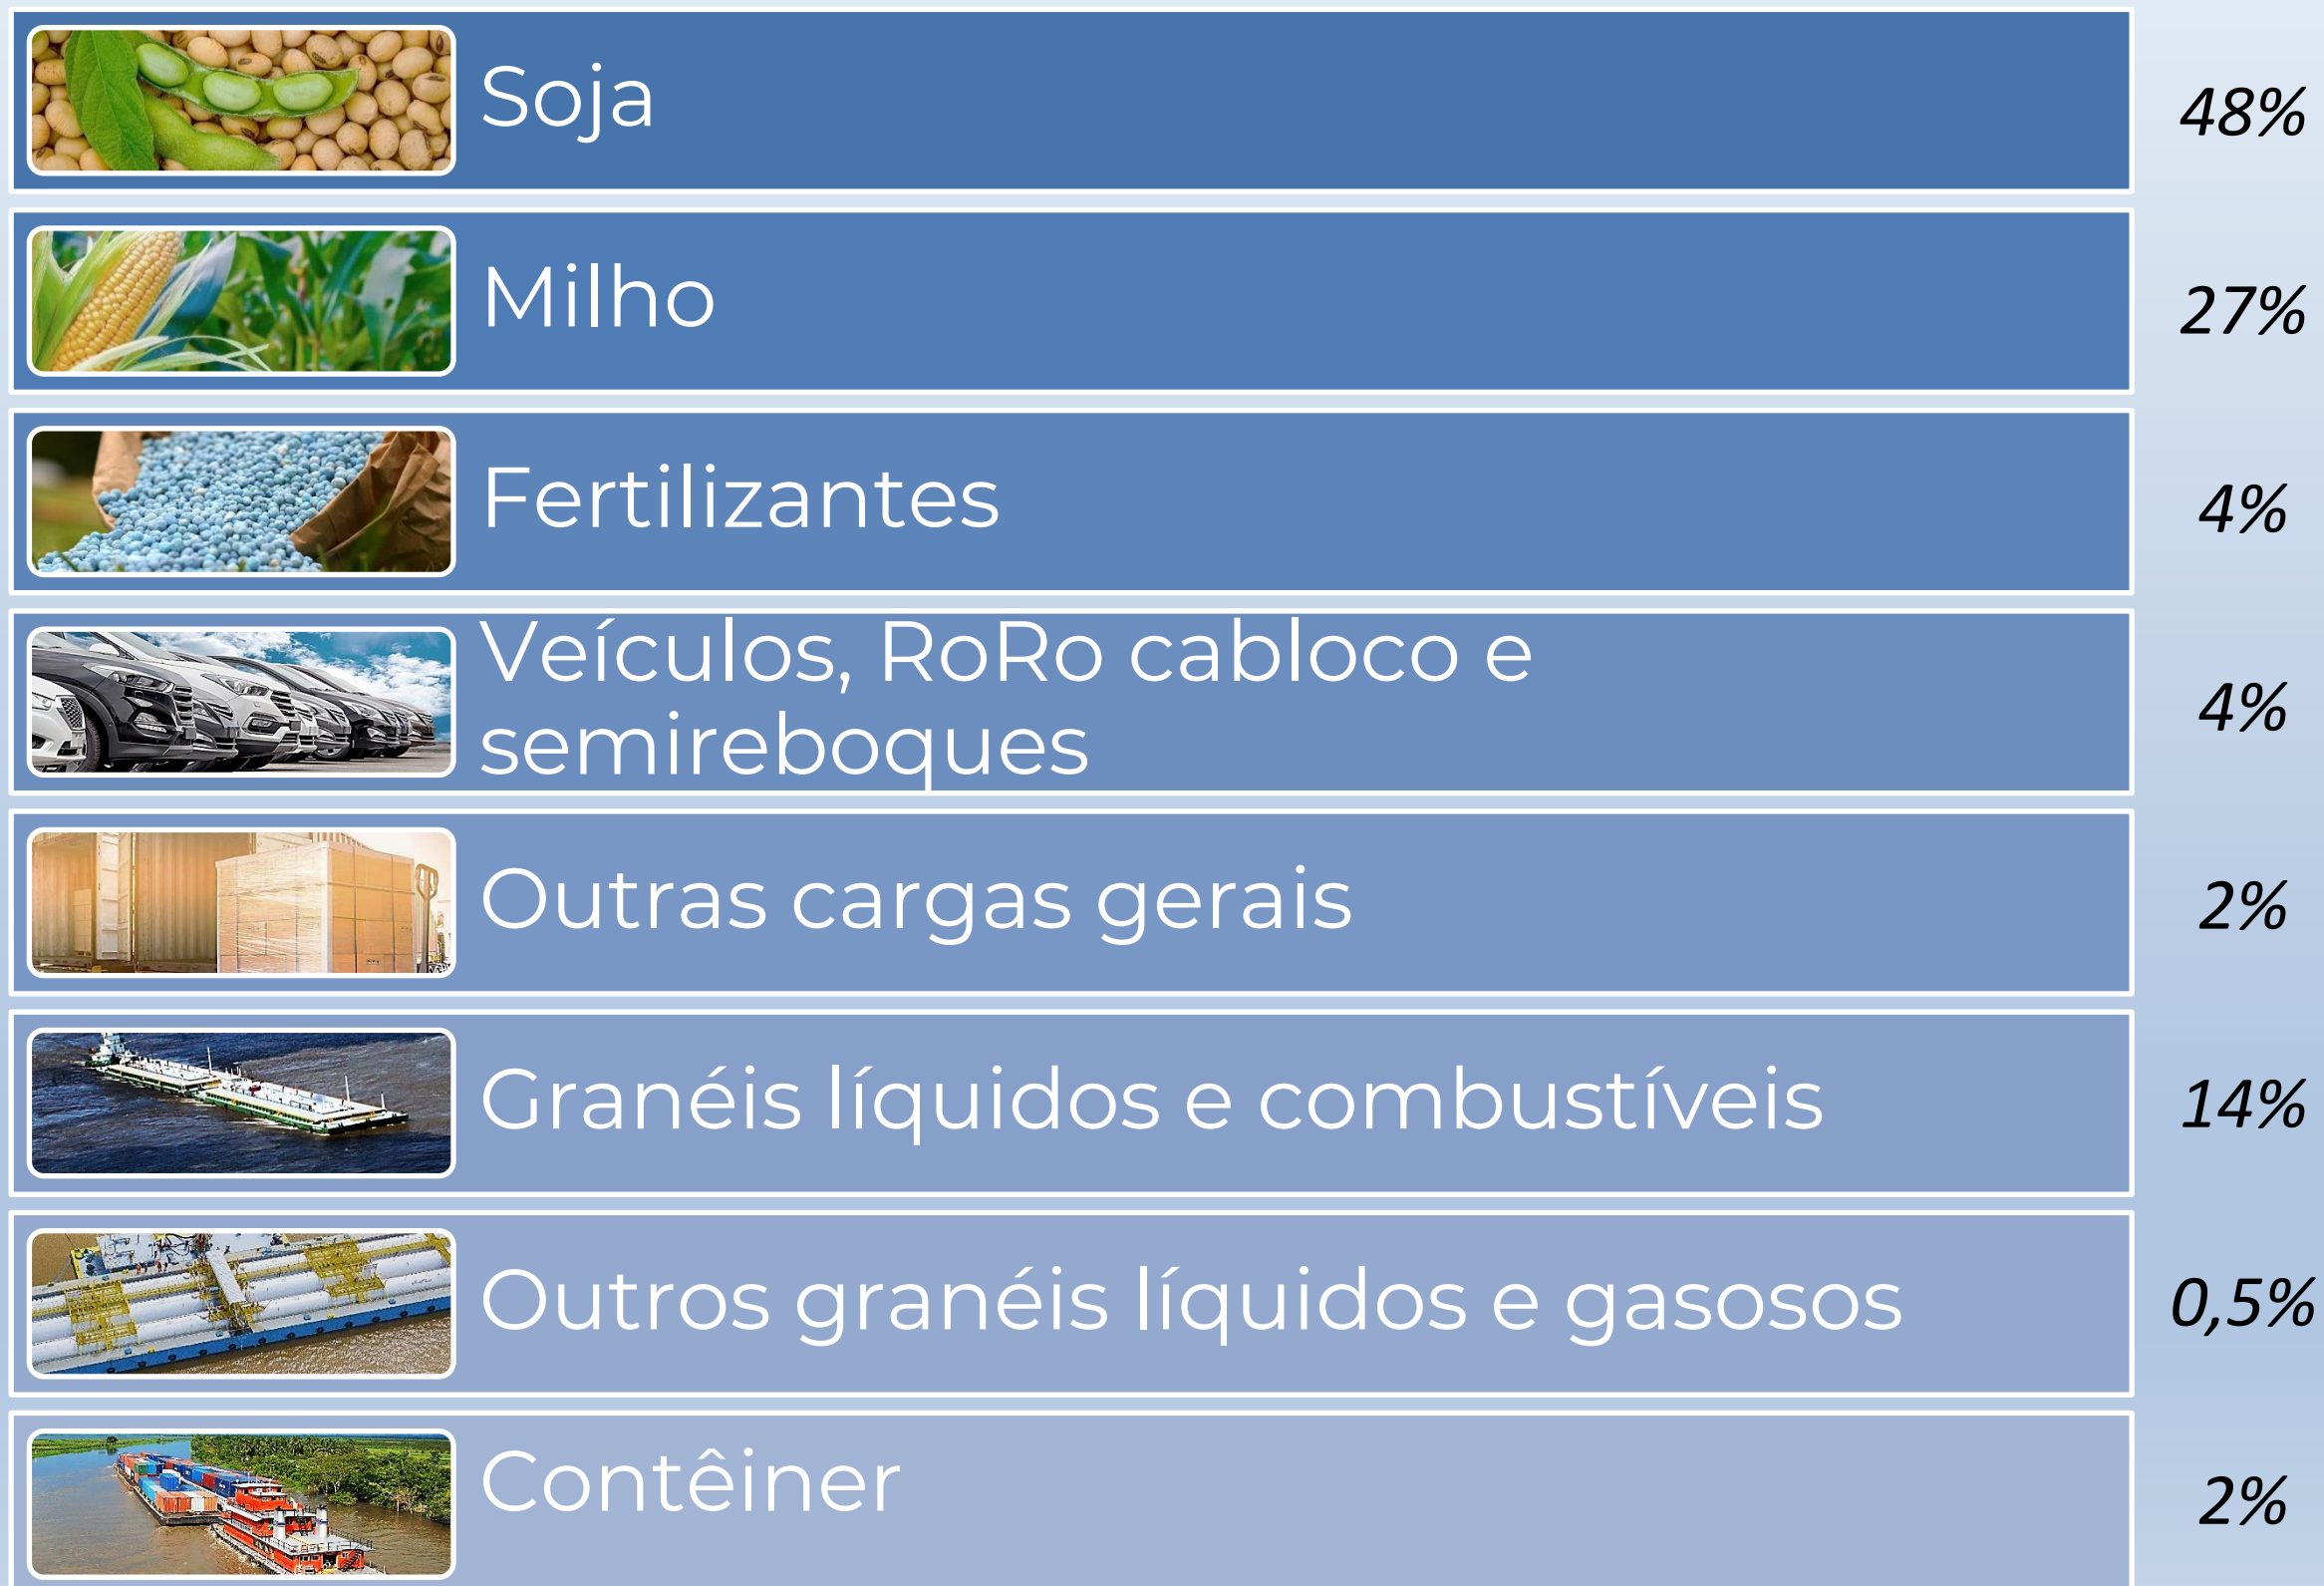 Soja
48%
Milho
27%
Fertilizantes
4%
Veículos, RoRo cabloco e
semireboques
4%
Outras cargas gerais
2%
Granéis líquidos e combustíveis
14%
Outros granéis líquidos e gasosos
0,5%
Contêiner
2%